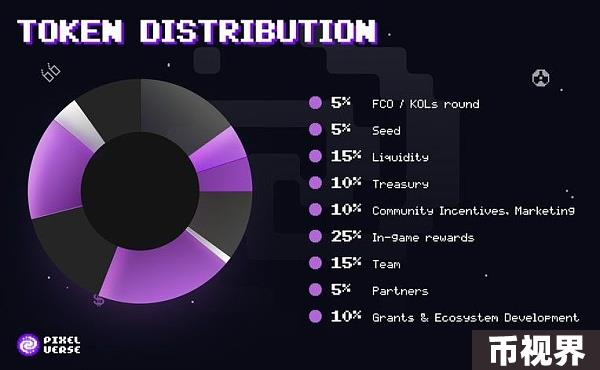 TOKEN DISTRIBUTION
5% FCO / KOLs round
5% Seed
15% Liquidity
10% Treasury
10% Community Incentives, Marketing
25% In-game rewards
15% Team
5% Partners
10% Grants & Ecosystem Development
PIXEL
VERSE
币视界